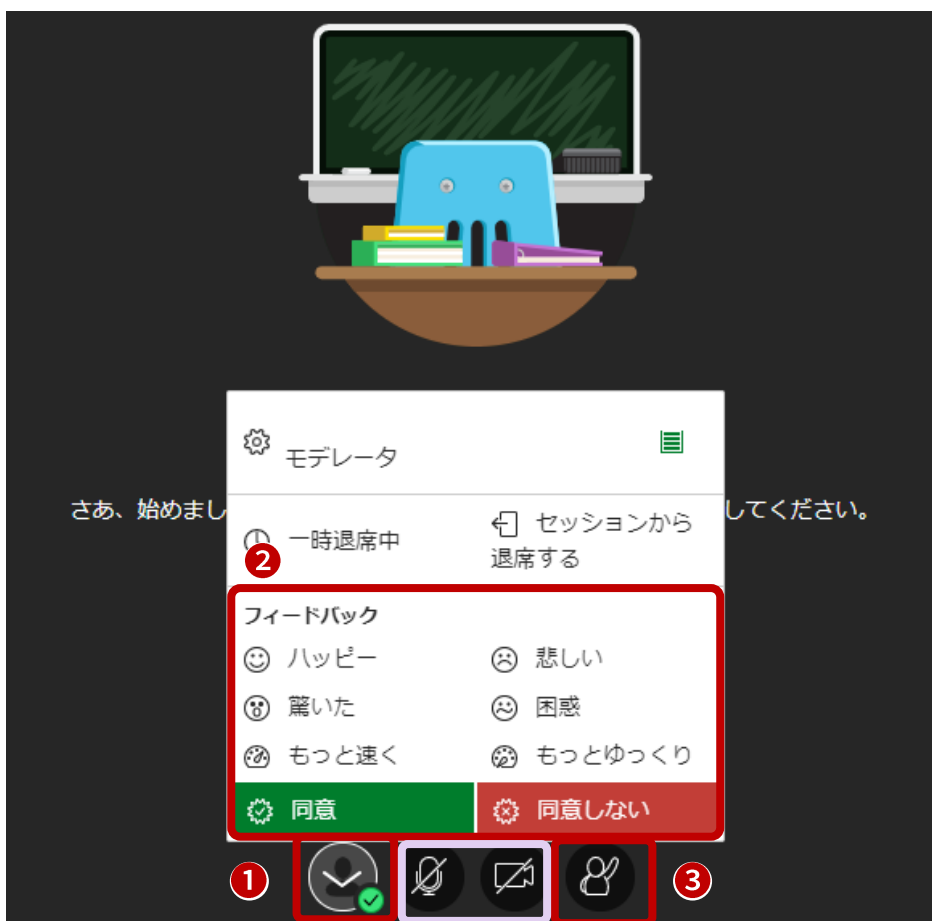 モデレータ
さあ、始めまし
してください。
一時退席中
セッションから
退席する
2
フィードバック
ハッピー
悲しい
驚いた
困惑
もっと速く
もっとゆっくり
同意
同意しない
1
3